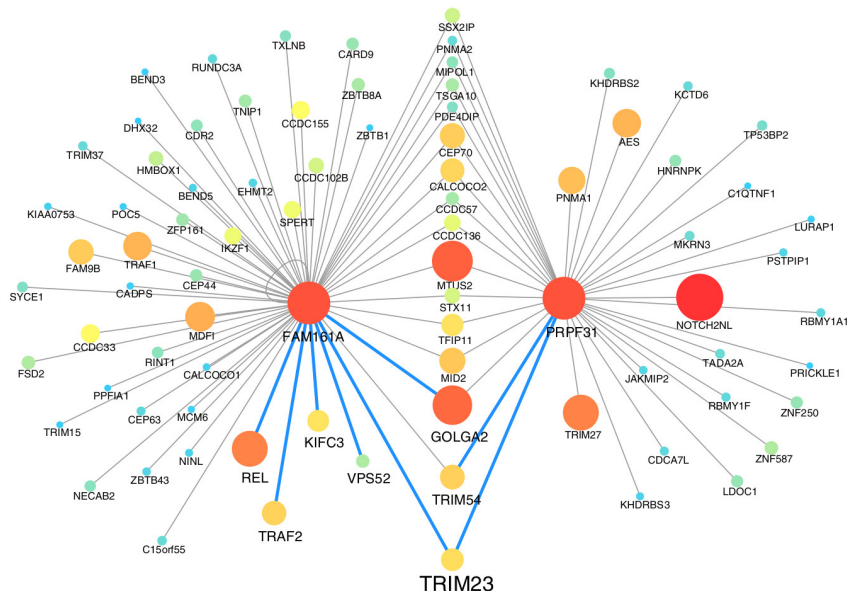 SSX2IP
TXLNB
PNMA2
CARD9
RUNDC3A
MIPOL1
BEND3
KHDRBS2
KCTD6
ZBTB8A
TSGA10
TNIP1
PDE4DIP
CCDC155
DHX32
ZBTB1
CDR2
TP53BP2
AES
CEP70
TRIM37
HMBOX1
HNRNPK
CCDC102B
CALCOCO2
BEND5
EHMT2
PNMA1
C1QTNF1
CCDC57
KIAA0753
POC5
SPERT
ZFP161
LURAP1
CCDC136
IKZF1
MKRN3
TRAF1
FAM9B
PSTPIP1
MTUS2
CEP44
CADPS
SYCE1
STX11
NOTCH2NL
RBMY1A1
FAM161A
PRPF31
MDFI
TFIP11
CCDC33
RINT1
TADA2A
FSD2
CALCOCO1
MID2
JAKMIP2
PRICKLE1
PPFIA1
RBMY1F
ZNF250
TRIM15
CEP63
MCM6
KIFC3
GOLGA2
TRIM27
NINL
CDCA7L
ZNF587
ZBTB43
REL
VPS52
NECAB2
TRIM54
LDOC1
KHDRBS3
TRAF2
C15orf55
TRIM23